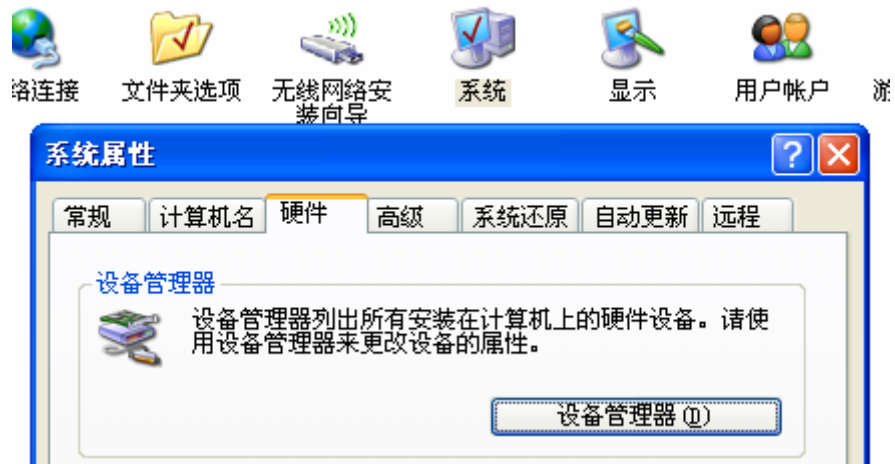 络连接
文件夹选项
无线网络安
装向导
系统
显示
用户帐户
游
系统属性
常规
计算机名
硬件
高级
系统还原
自动更新
远程
设备管理器
设备管理器列出所有安装在计算机上的硬件设备。请使
用设备管理器来更改设备的属性。
设备管理器(D)